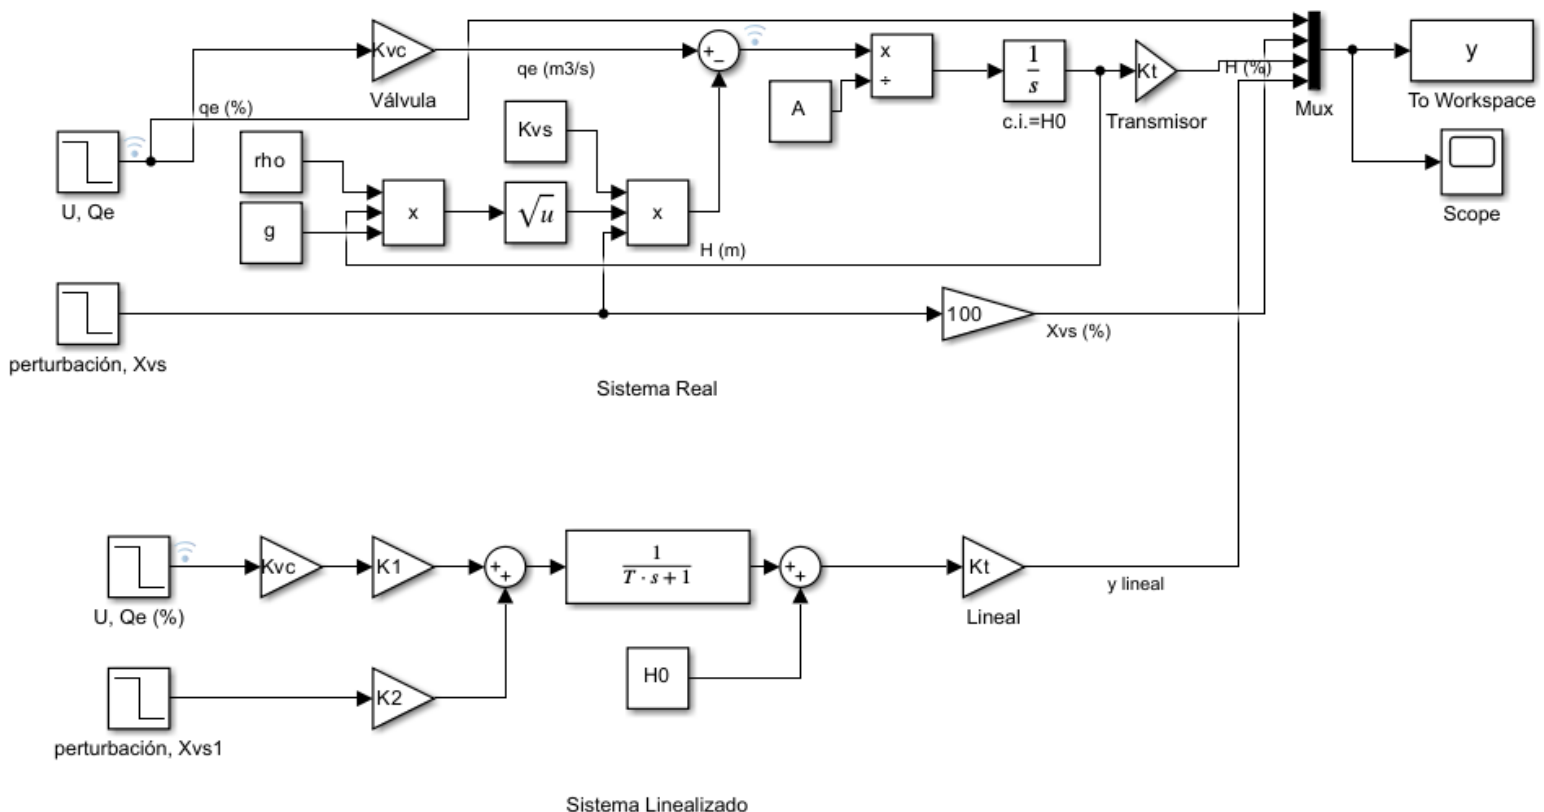 Kvc
Válvula
qe (m3/s)
+
−
x
÷
A
1
s
c.i.=H0
Kt
Transmisor
H (%)
Mux
y
To Workspace
Scope
qe (%)
U, Qe
rho
g
x
√u
Kvs
x
H (m)
perturbación, Xvs
100
Xvs (%)
Sistema Real
U, Qe (%)
Kvc
K1
+
+
1
T · s + 1
+
+
Kt
Lineal
y lineal
H0
K2
perturbación, Xvs1
Sistema Linealizado